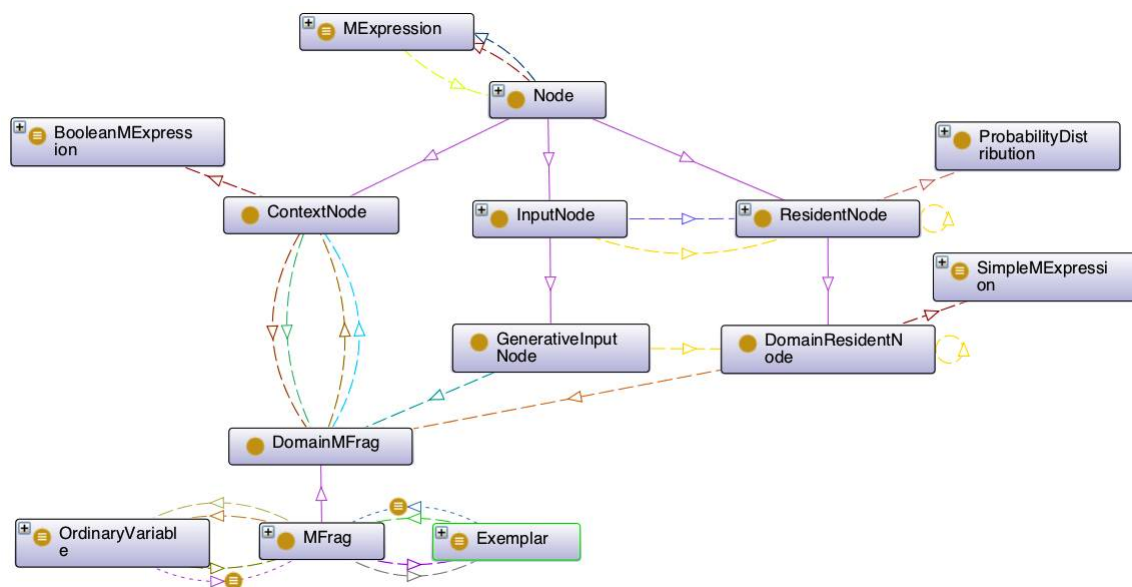 MExpression
Node
BooleanMExpress
ion
ProbabilityDist
ribution
ContextNode
InputNode
ResidentNode
SimpleMExpressi
on
GenerativeInput
Node
DomainResidentN
ode
DomainMFrag
OrdinaryVariabl
e
MFrag
Exemplar